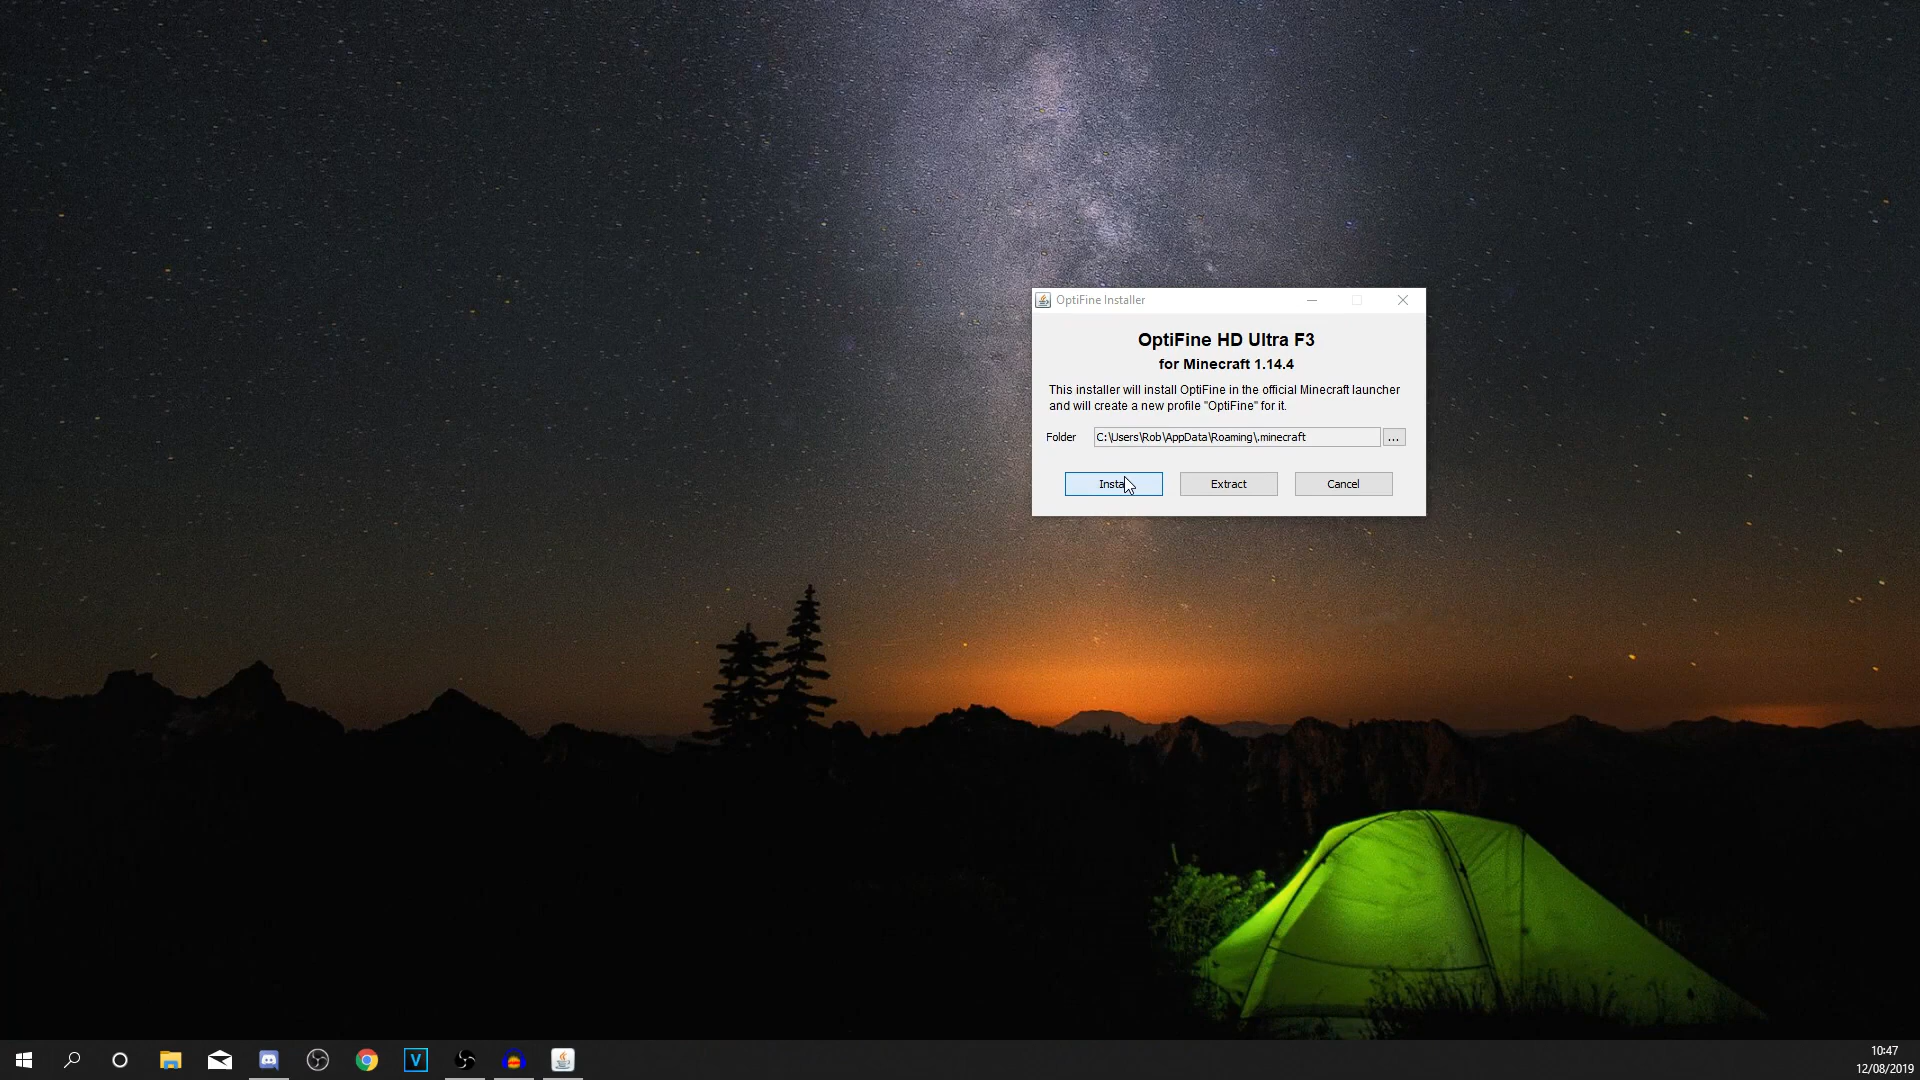 OptiFine Installer
OptiFine HD Ultra F3
for Minecraft 1.14.4
This installer will install OptiFine in the official Minecraft launcher
and will create a new profile "OptiFine" for it.
Folder C:\Users\Rob\AppData\Roaming\.minecraft ...
Insta Extract Cancel
V
10:47
12/08/2019